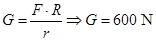 G = F · R / r ⇒ G = 600 N